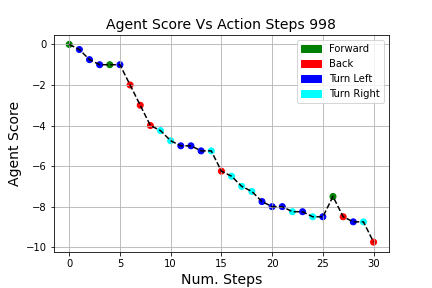 Agent Score Vs Action Steps 998
Forward
Back
Turn Left
Turn Right
0
−2
−4
−6
−8
−10
Agent Score
0 5 10 15 20 25 30
Num. Steps